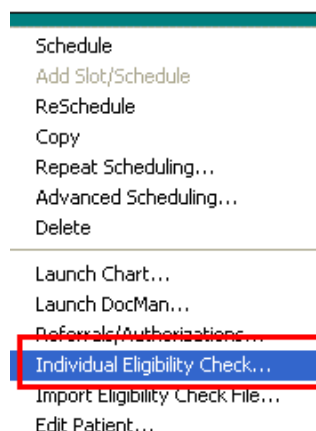 Schedule
Add Slot/Schedule
ReSchedule
Copy
Repeat Scheduling...
Advanced Scheduling...
Delete
Launch Chart...
Launch DocMan...
Referrals/Authorizations...
Individual Eligibility Check...
Import Eligibility Check File...
Edit Patient...